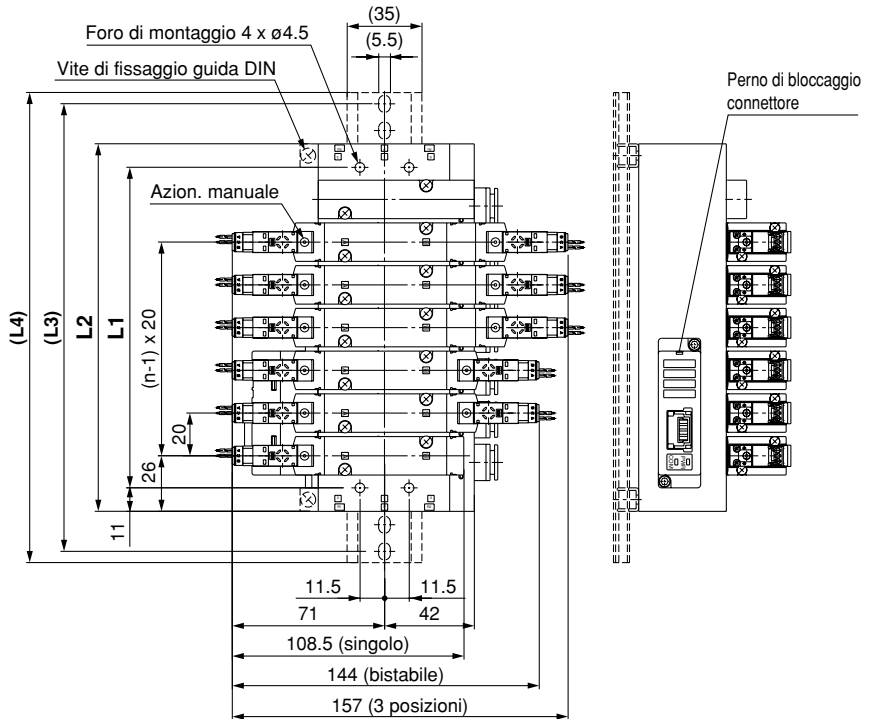 (35)
Foro di montaggio 4 x ø4.5
(5.5)
Vite di fissaggio guida DIN
Perno di bloccaggio
connettore
Azion. manuale
(L4)
(L3)
L2
L1
(n-1) x 20
20
26
11
PWR
COM
11.5
11.5
71
42
108.5 (singolo)
144 (bistabile)
157 (3 posizioni)